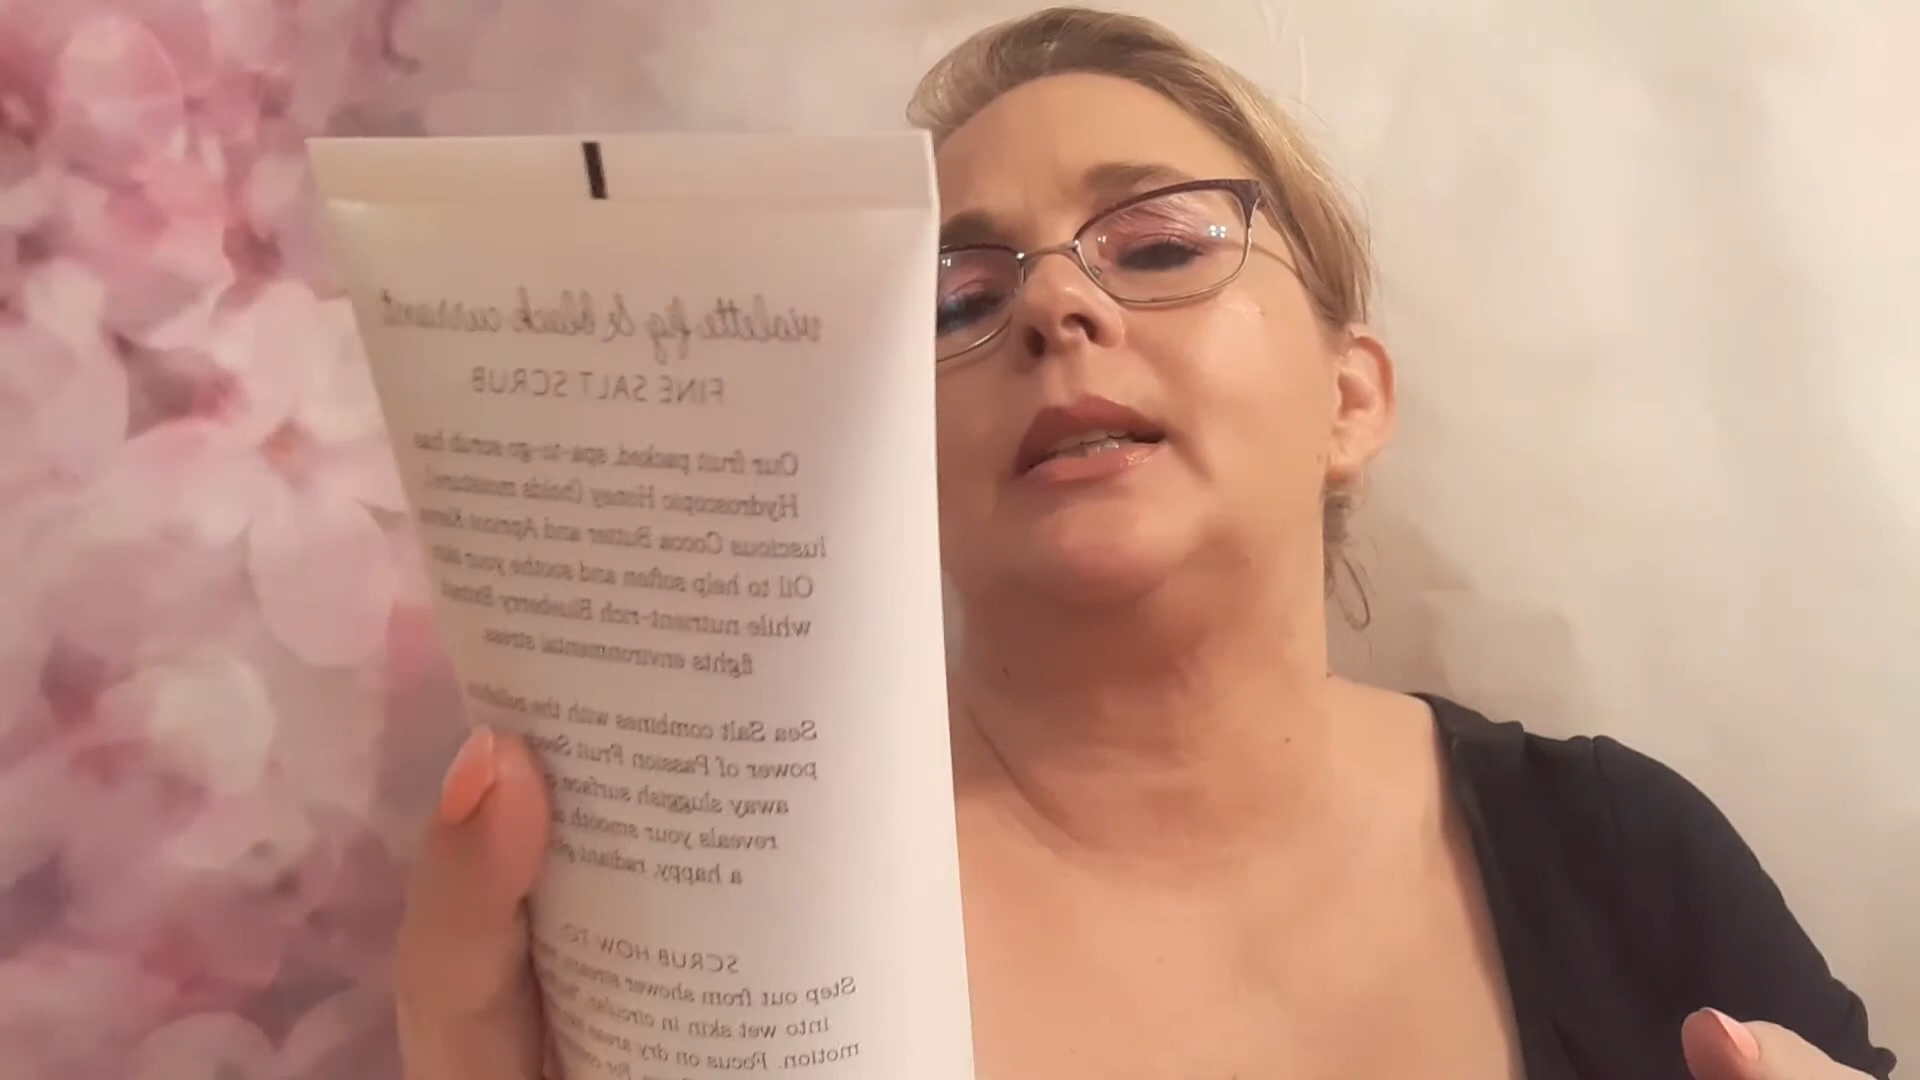 violette fig & black currant
FINE SALT SCRUB
Our fruit packed, spa-to-go scrub has
Hydroscopic Honey (holds moisture)
luscious Cocoa Butter and Apricot Kernel
Oil to help soften and soothe your skin
while nutrient-rich Blueberry Extract
fights environmental stress
Sea Salt combines with the polishing
power of Passion Fruit Seeds
away sluggish surface
reveals your smooth
a happy, radiant
SCRUB HOW TO
Step out from shower stream
into wet skin in circular
motion. Focus on dry areas
for